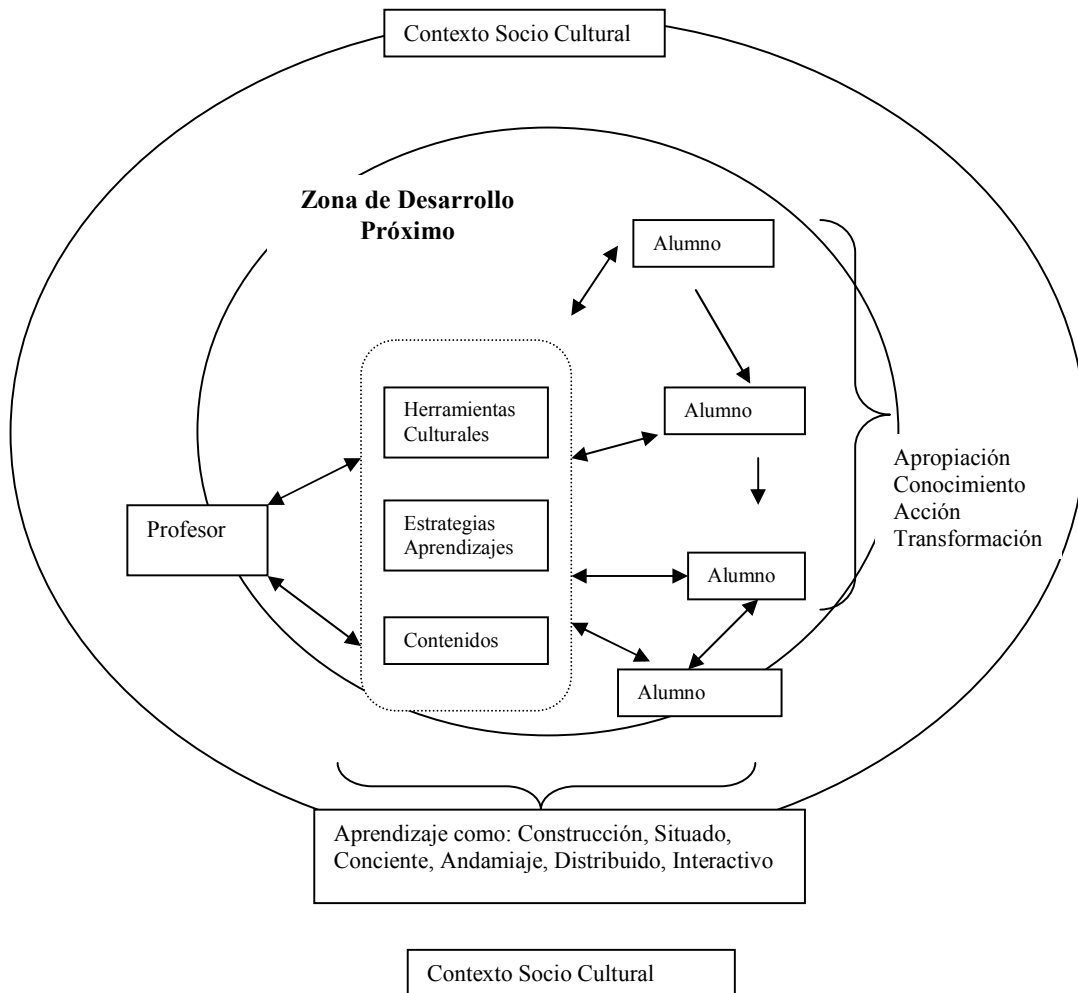 Contexto Socio Cultural
Zona de Desarrollo
Próximo
Alumno
Herramientas
Culturales
Alumno
Apropiación
Conocimiento
Acción
Transformación
Profesor
Estrategias
Aprendizajes
Alumno
Contenidos
Alumno
Aprendizaje como: Construcción, Situado,
Conciente, Andamiaje, Distribuido, Interactivo
Contexto Socio Cultural